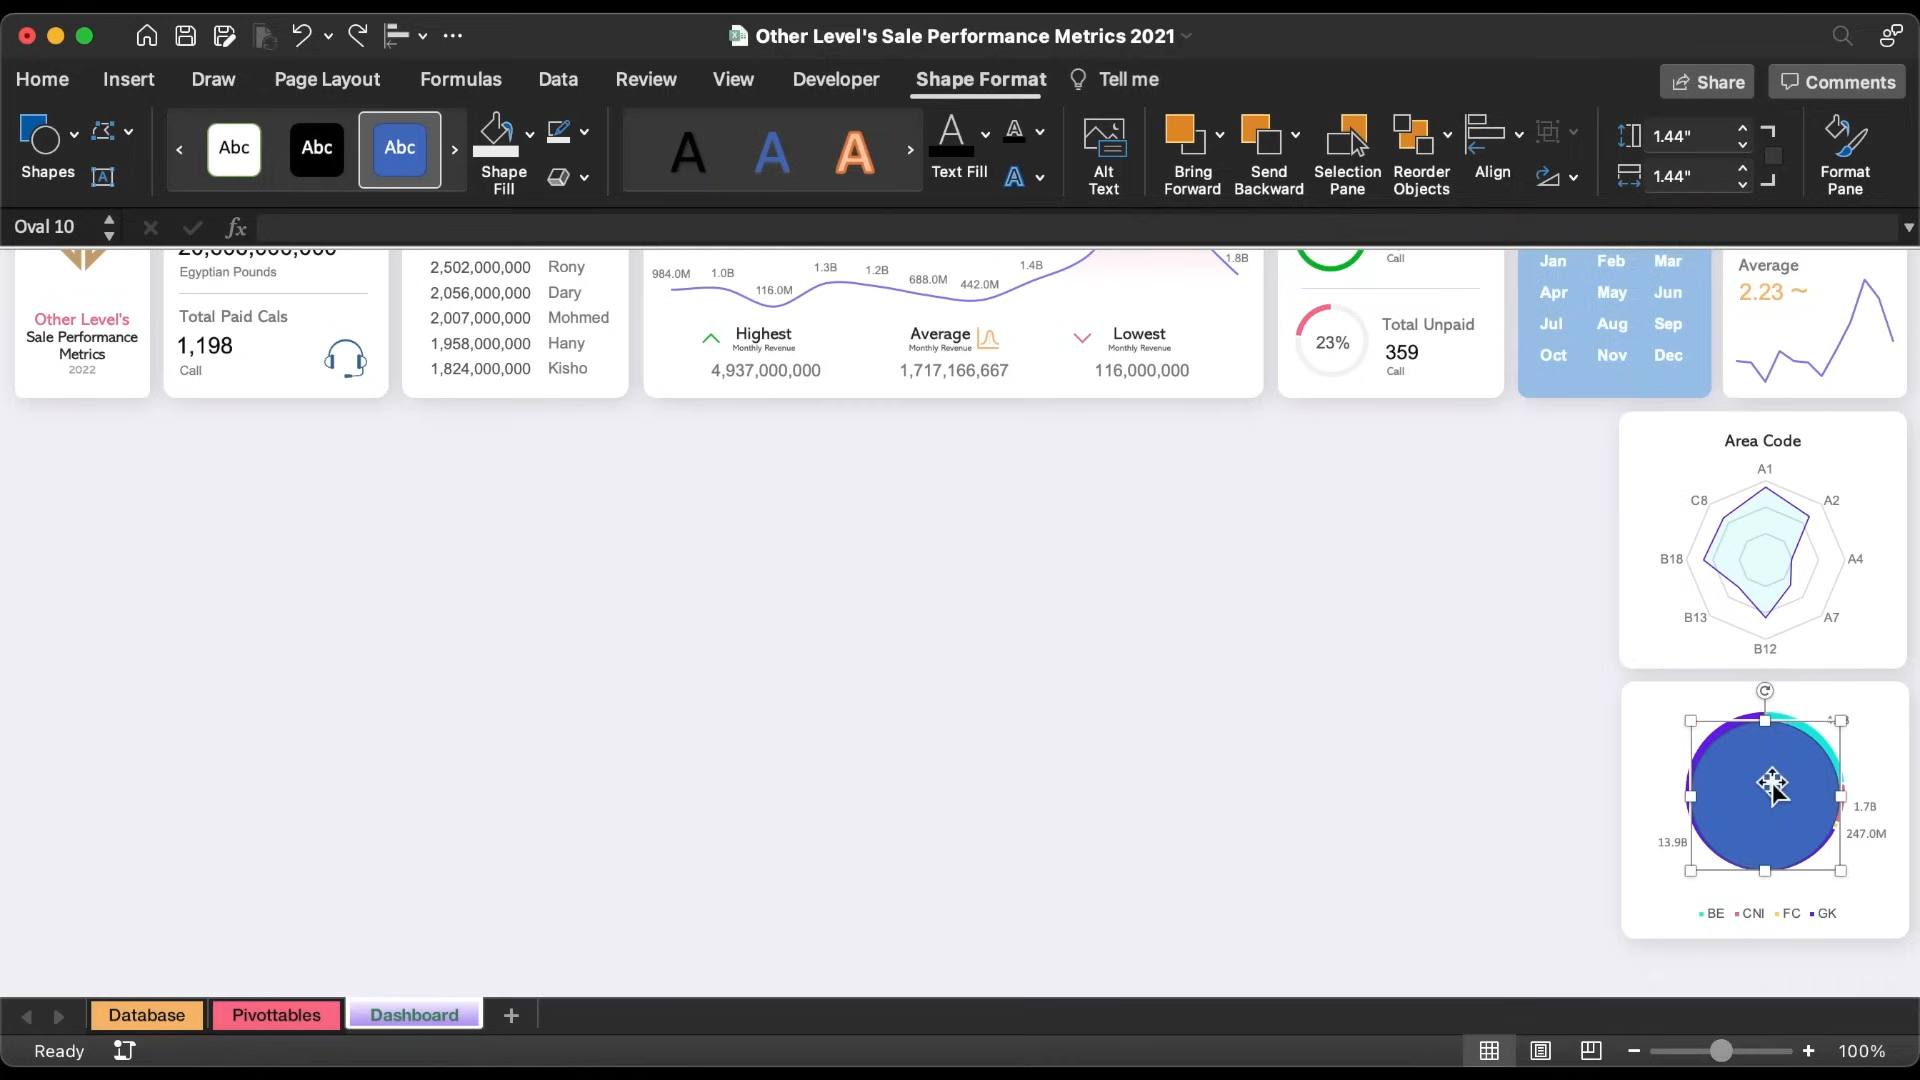 Other Level's Sale Performance Metrics 2021
Home Insert Draw Page Layout Formulas Data Review View Developer Shape Format Tell me Share Comments
Shapes
Abc Abc Abc
Shape Fill
A A A
Text Fill
Alt Text
Bring Forward
Send Backward
Selection Pane
Reorder Objects
Align
1.44"
1.44"
Format Pane
Oval 10
fx
Egyptian Pounds
Other Level's
Sale Performance
Metrics
2022
Total Paid Cals
1,198
Call
2,502,000,000 Rony
2,056,000,000 Dary
2,007,000,000 Mohmed
1,958,000,000 Hany
1,824,000,000 Kisho
984.0M 1.0B 116.0M 1.3B 1.2B 688.0M 442.0M 1.4B 1.8B
Highest
Monthly Revenue
4,937,000,000
Average
Monthly Revenue
1,717,166,667
Lowest
Monthly Revenue
116,000,000
Call
23%
Total Unpaid
359
Call
Jan Feb Mar
Apr May Jun
Jul Aug Sep
Oct Nov Dec
Average
2.23 ~
Area Code
A1
C8 A2
B18 A4
B13 A7
B12
1.7B
247.0M
13.9B
BE CNI FC GK
Database Pivottables Dashboard
Ready
100%